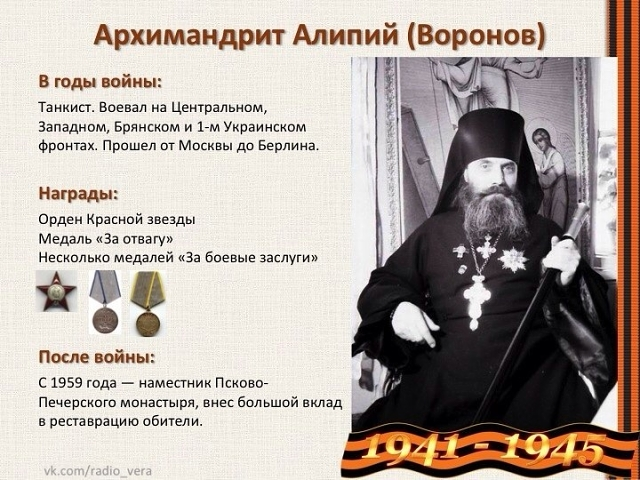 Архимандрит Алипий (Воронов)
В годы войны:
Танкист. Воевал на Центральном,
Западном, Брянском и 1-м Украинском
фронтах. Прошел от Москвы до Берлина.
Награды:
Орден Красной звезды
Медаль «За отвагу»
Несколько медалей «За боевые заслуги»
После войны:
С 1959 года — наместник Псково-
Печерского монастыря, внес большой вклад
в реставрацию обители.
1941 - 1945
vk.com/radio_vera